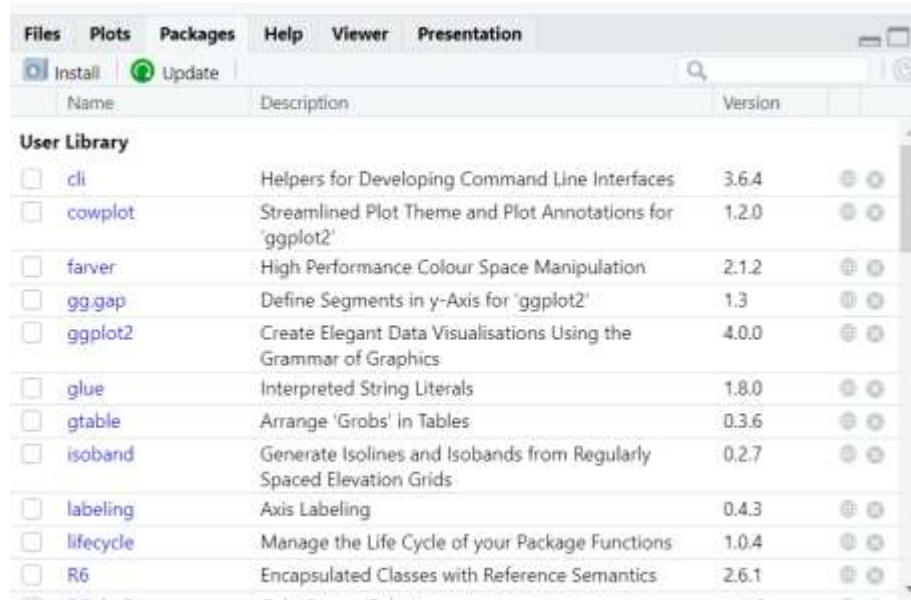 Files Plots Packages Help Viewer Presentation
Install Update
Name Description Version
User Library
cli Helpers for Developing Command Line Interfaces 3.6.4
cowplot Streamlined Plot Theme and Plot Annotations for 1.2.0
'ggplot2'
farver High Performance Colour Space Manipulation 2.1.2
gg.gap Define Segments in y-Axis for 'ggplot2' 1.3
ggplot2 Create Elegant Data Visualisations Using the 4.0.0
Grammar of Graphics
glue Interpreted String Literals 1.8.0
gtable Arrange 'Grobs' in Tables 0.3.6
isoband Generate Isolines and Isobands from Regularly 0.2.7
Spaced Elevation Grids
labeling Axis Labeling 0.4.3
lifecycle Manage the Life Cycle of your Package Functions 1.0.4
R6 Encapsulated Classes with Reference Semantics 2.6.1